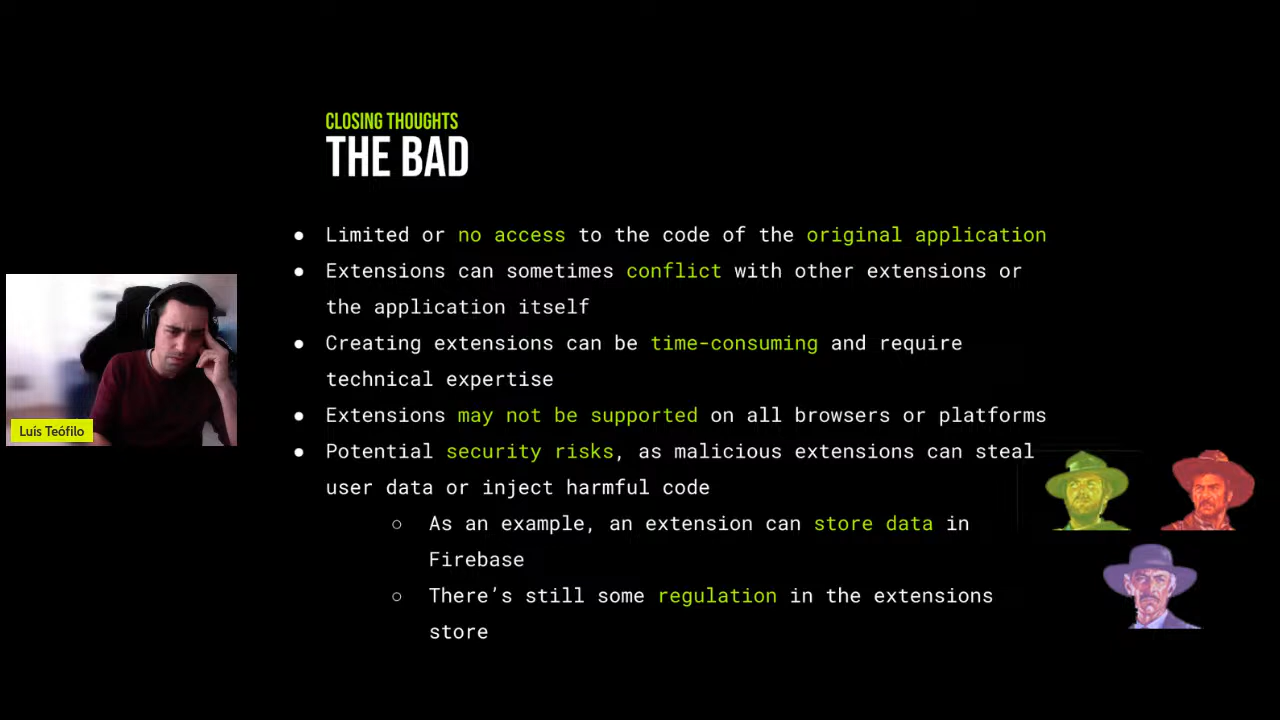 CLOSING THOUGHTS
THE BAD
● Limited or no access to the code of the original application
● Extensions can sometimes conflict with other extensions or
the application itself
● Creating extensions can be time-consuming and require
technical expertise
● Extensions may not be supported on all browsers or platforms
● Potential security risks, as malicious extensions can steal
user data or inject harmful code
○ As an example, an extension can store data in
Firebase
○ There’s still some regulation in the extensions
store
Luís Teófilo